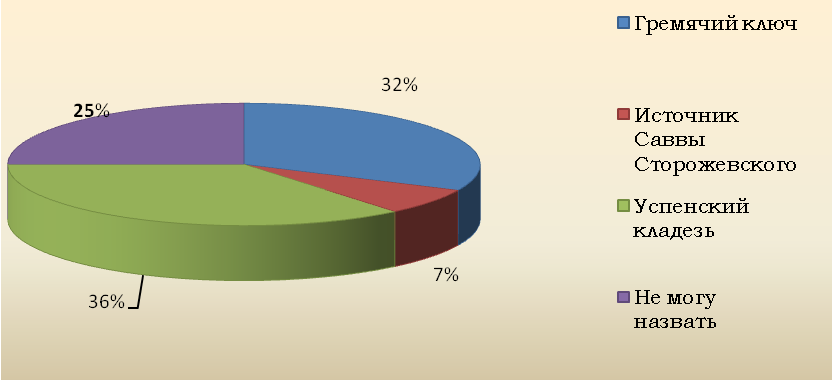 Гремячий ключ
32%
25%
Источник
Саввы
Сторожевского
Успенский
кладезь
7%
36%
Не могу
назвать